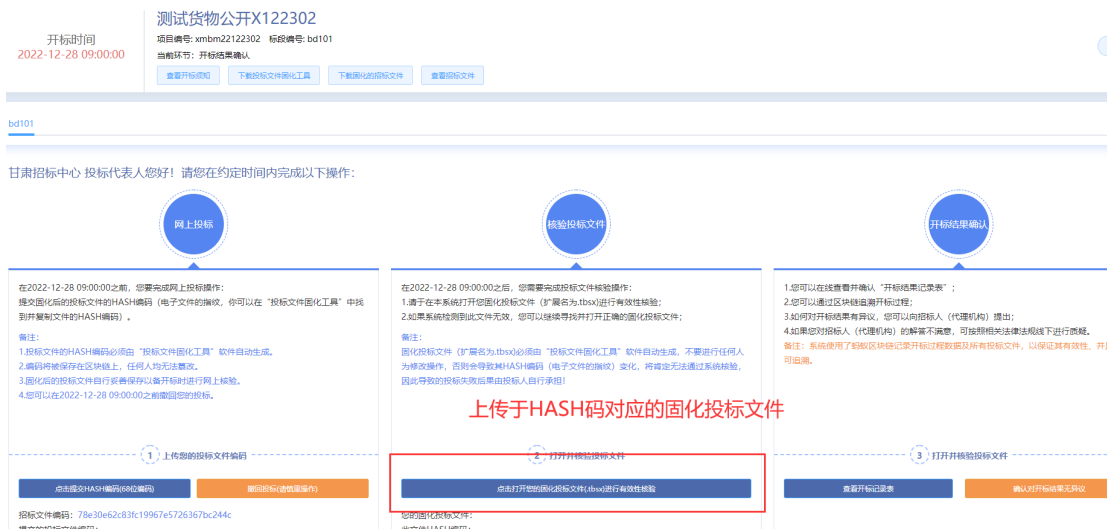 测试货物公开X122302
开标时间
2022-12-28 09:00:00
项目编号: xmbm22122302 标段编号: bd101
当前环节：开标结果确认
查看开标须知
下载投标文件固化工具
下载固化的招标文件
查看招标文件
bd101
甘肃招标中心 投标代表人您好！请您在约定时间内完成以下操作:
网上投标
在2022-12-28 09:00:00之前，您要完成网上投标操作:
提交固化后的投标文件的HASH编码（电子文件的指纹，你可以在“投标文件固化工具”中找
到并复制文件的HASH编码）。
备注:
1.投标文件的HASH编码必须由“投标文件固化工具”软件自动生成。
2.编码将被保存在区块链上，任何人均无法篡改。
3.固化后的投标文件自行妥善保存以备开标时进行网上核验。
4.您可以在2022-12-28 09:00:00之前撤回您的投标。
1 上传您的投标文件编码
点击提交HASH编码(68位编码)
撤回投标(请慎重操作)
招标文件编码：78e30e62c83fc19967e5726367bc244c
提交的投标文件编码：
核验投标文件
在2022-12-28 09:00:00之后，您需要完成投标文件核验操作:
1.请于在本系统打开您固化投标文件（扩展名为.tbsx)进行有效性核验；
2.如果系统检测到此文件无效，您可以继续寻找并打开正确的固化投标文件；
备注:
固化投标文件（扩展名为.tbsx)必须由“投标文件固化工具”软件自动生成，不要进行任何人
为修改操作，否则会导致其HASH编码（电子文件的指纹）变化，将肯定无法通过系统核验，
因此导致的投标失败后果由投标人自行承担！
上传于HASH码对应的固化投标文件
2 打开并核验投标文件
点击打开您的固化投标文件(.tbsx)进行有效性核验
您的固化投标文件：
此文件HASH编码：
开标结果确认
1.您可以在线查看并确认“开标结果记录表”；
2.您可以通过区块链追溯开标过程；
3.如何对开标结果有异议，您可以向招标人（代理机构）提出；
4.如果您对招标人（代理机构）的解答不满意，可按照相关法律法规线下进行质疑。
备注：系统使用了蚂蚁区块链记录开标过程数据及所有投标文件，以保证其有效性，并
可追溯。
3 打开并核验投标文件
查看开标记录表
确认对开标结果无异议